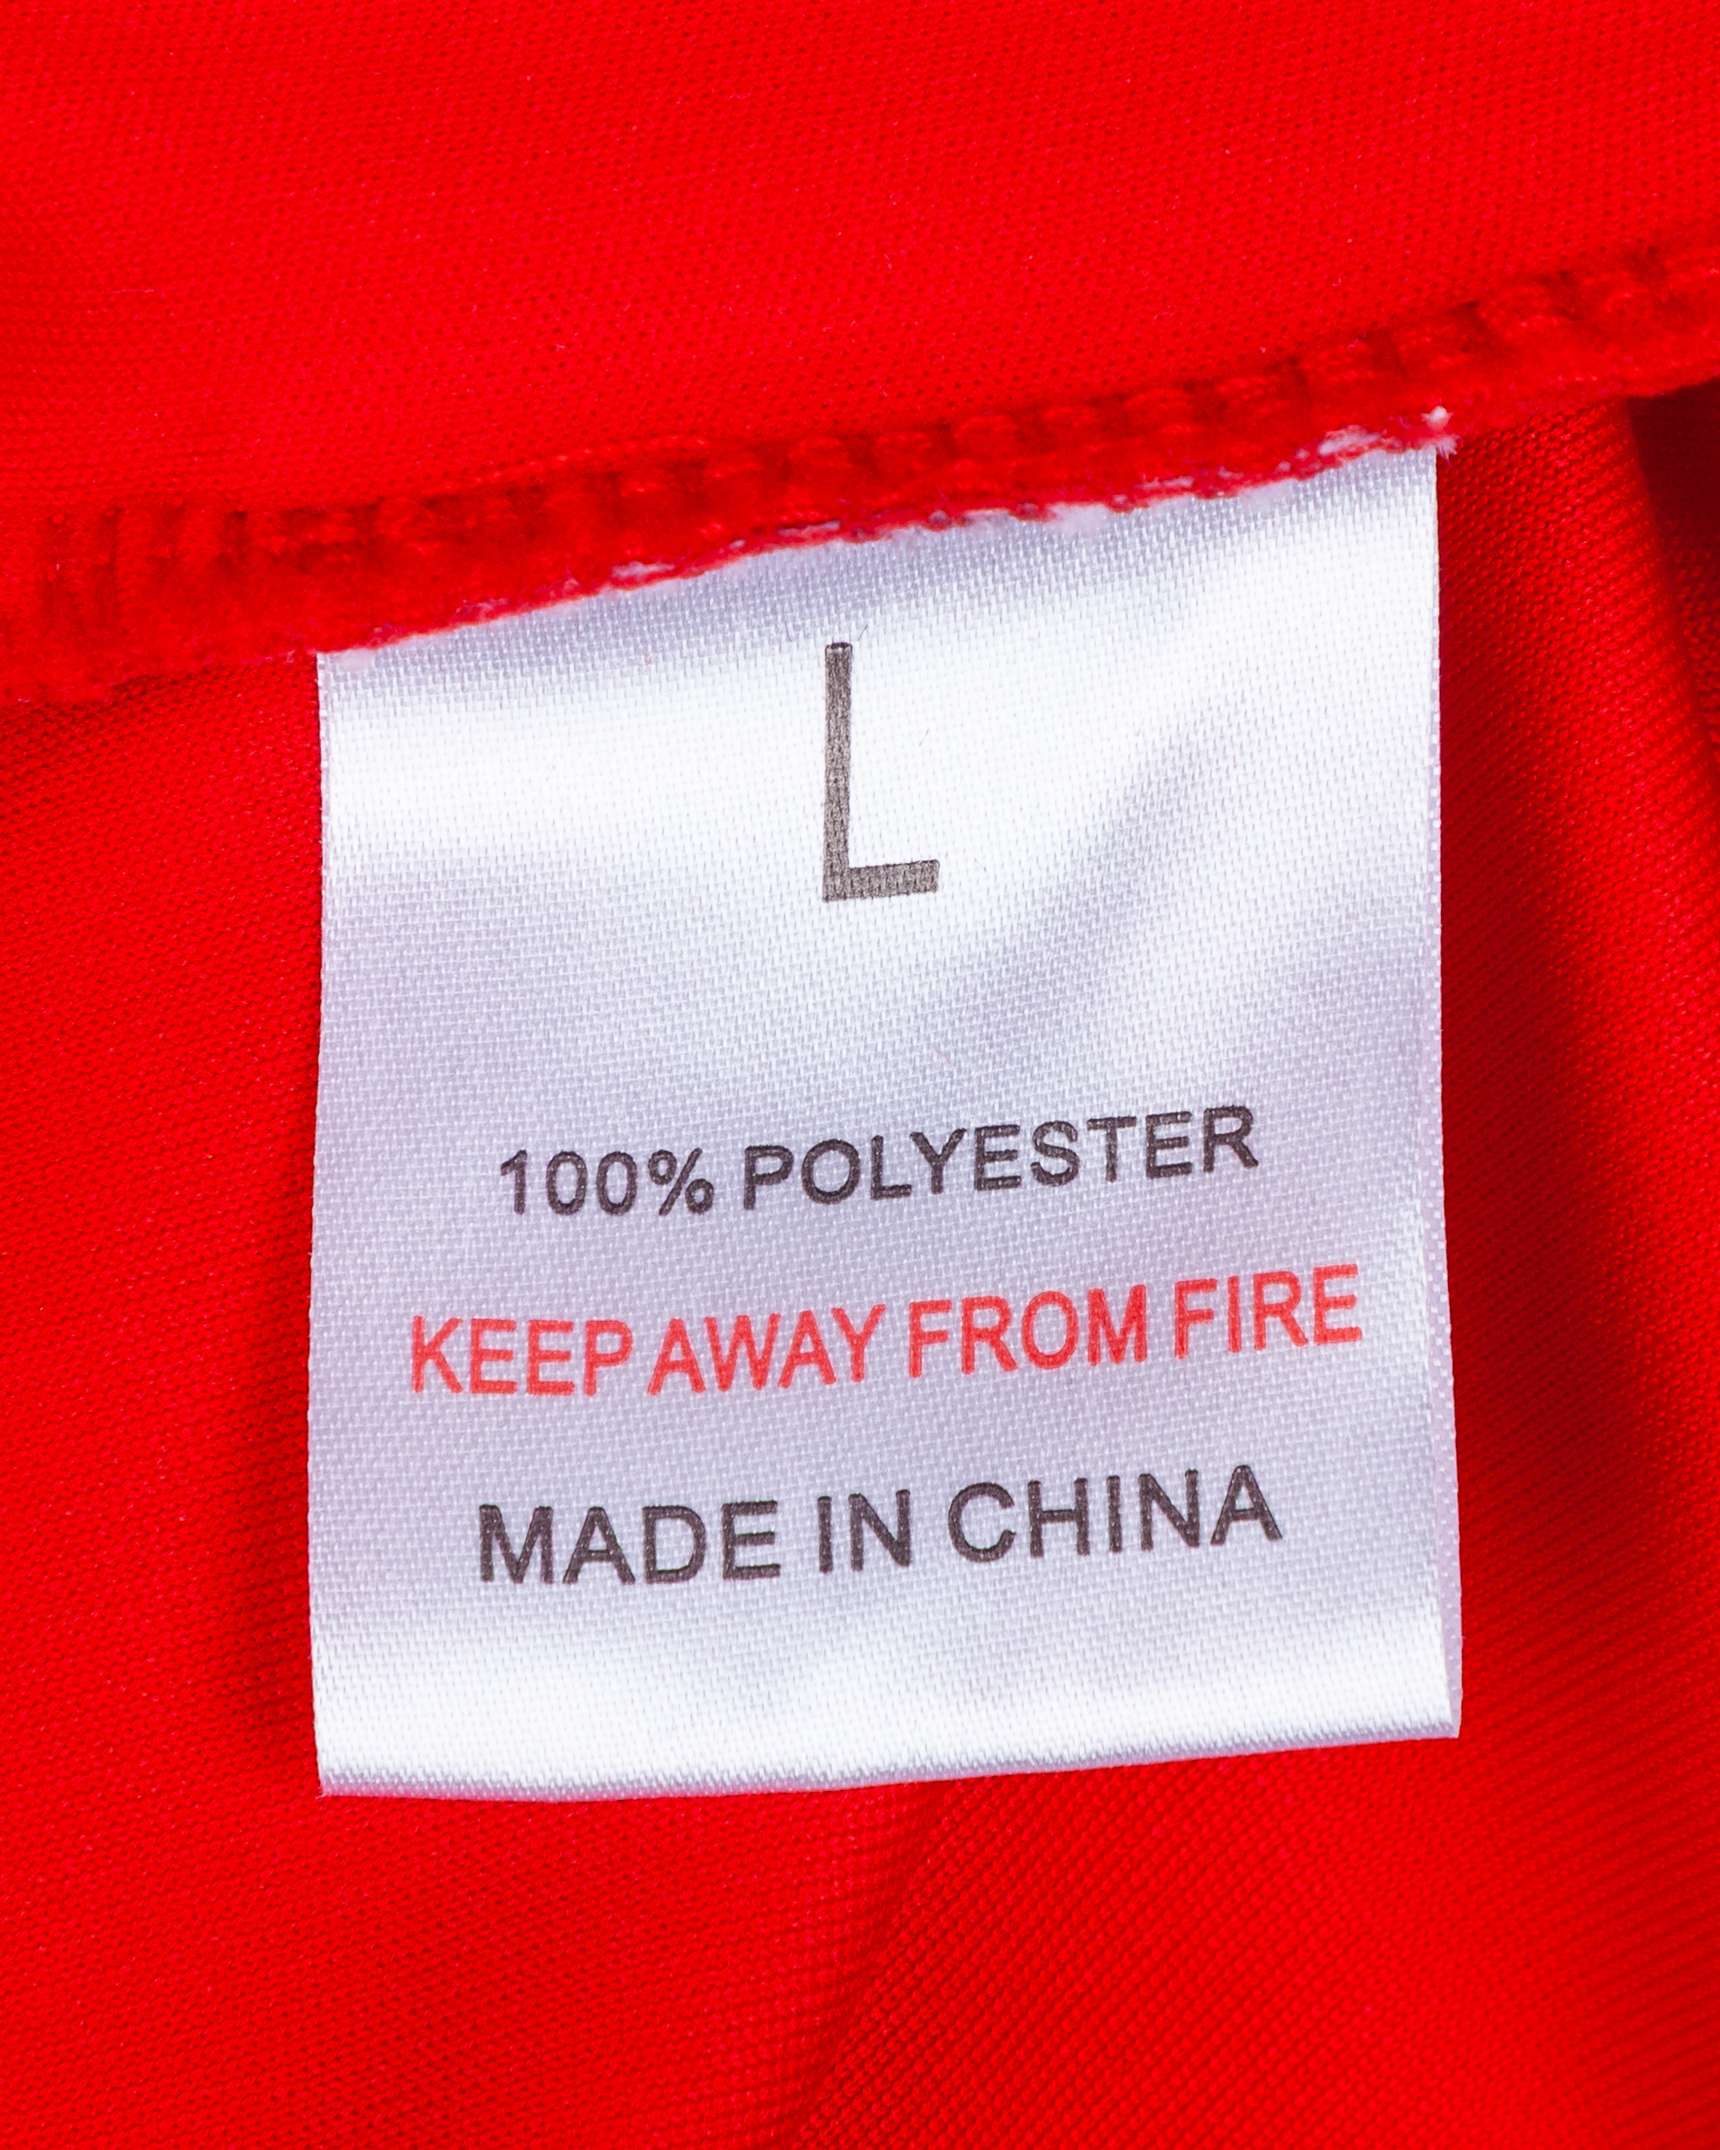 L
100% POLYESTER
KEEP AWAY FROM FIRE
MADE IN CHINA